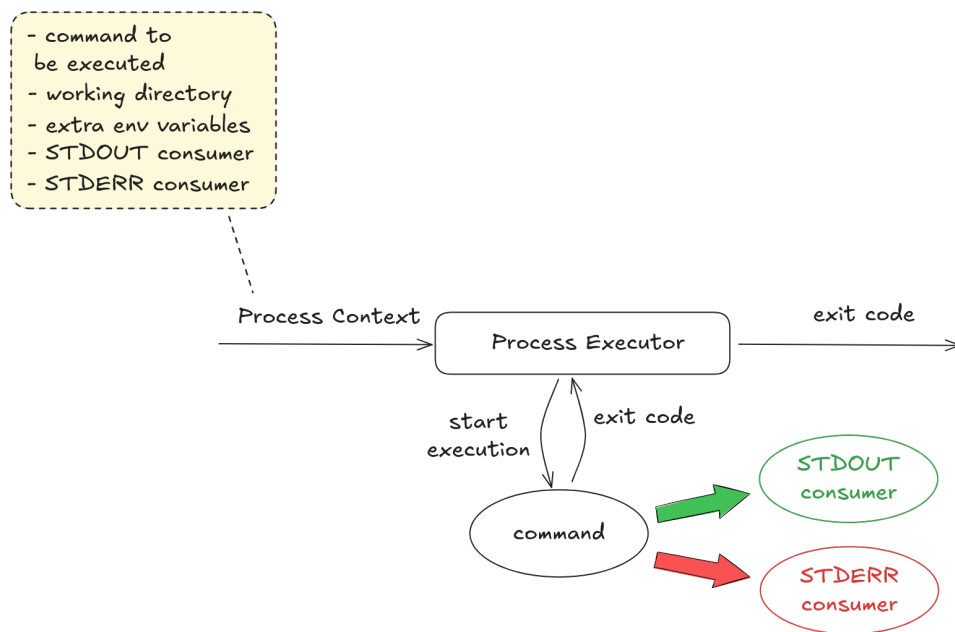 - command to
be executed
- working directory
- extra env variables
- STDOUT consumer
- STDERR consumer
Process Context
Process Executor
exit code
start
execution
exit code
command
STDOUT
consumer
STDERR
consumer